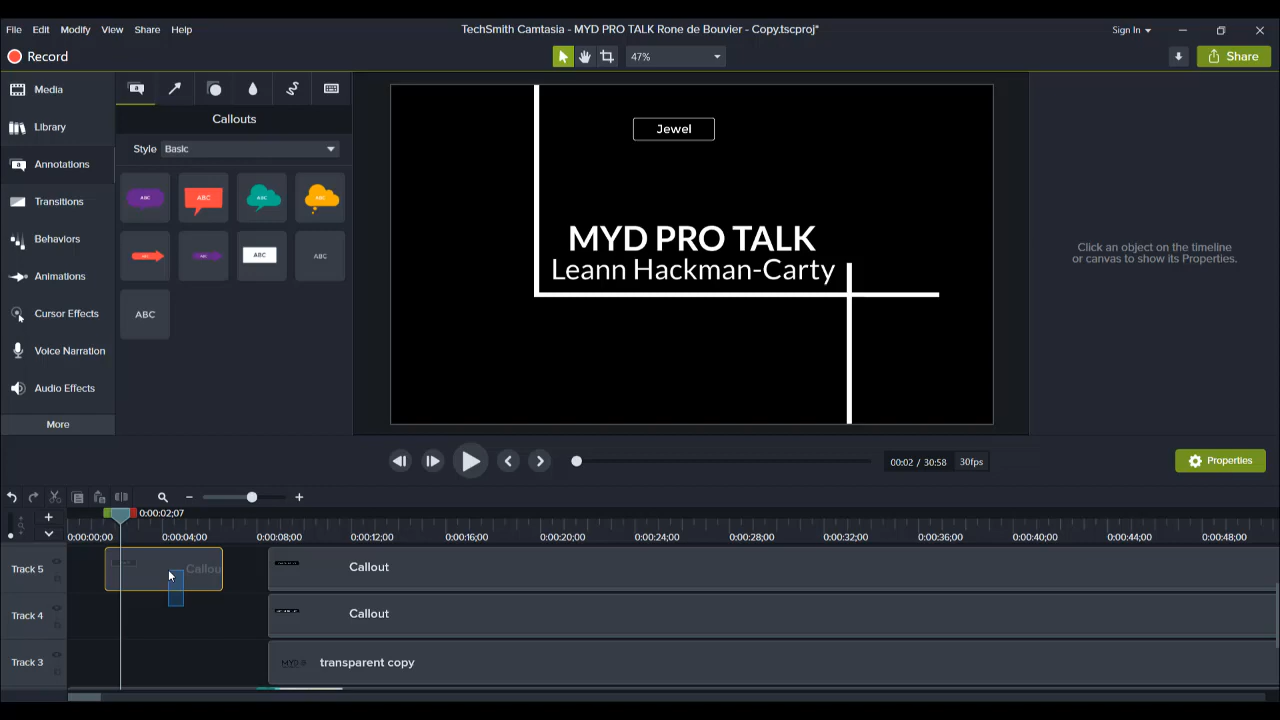 File Edit Modify View Share Help
TechSmith Camtasia - MYD PRO TALK Rone de Bouvier - Copy.tscproj*
Sign In
Record
47%
Share
Media
Library
Annotations
Transitions
Behaviors
Animations
Cursor Effects
Voice Narration
Audio Effects
More
Callouts
Style Basic
ABC ABC ABC ABC
ABC ABC ABC ABC
ABC
Jewel
MYD PRO TALK
Leann Hackman-Carty
Click an object on the timeline
or canvas to show its Properties.
00:02 / 30:58 30fps
Properties
0:00:02;07
0:00:00;00 0:00:04;00 0:00:08;00 0:00:12;00 0:00:16;00 0:00:20;00 0:00:24;00 0:00:28;00 0:00:32;00 0:00:36;00 0:00:40;00 0:00:44;00 0:00:48;00
Track 5 Callou Callout
Track 4 Callout
Track 3 transparent copy